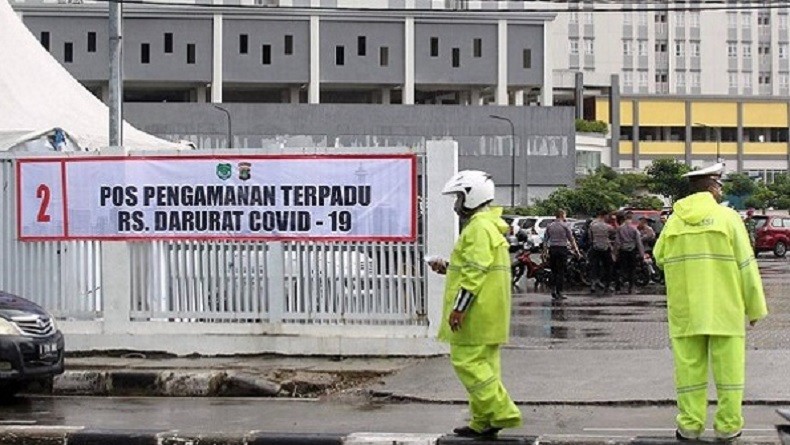 2
POS PENGAMANAN TERPADU
RS. DARURAT COVID - 19